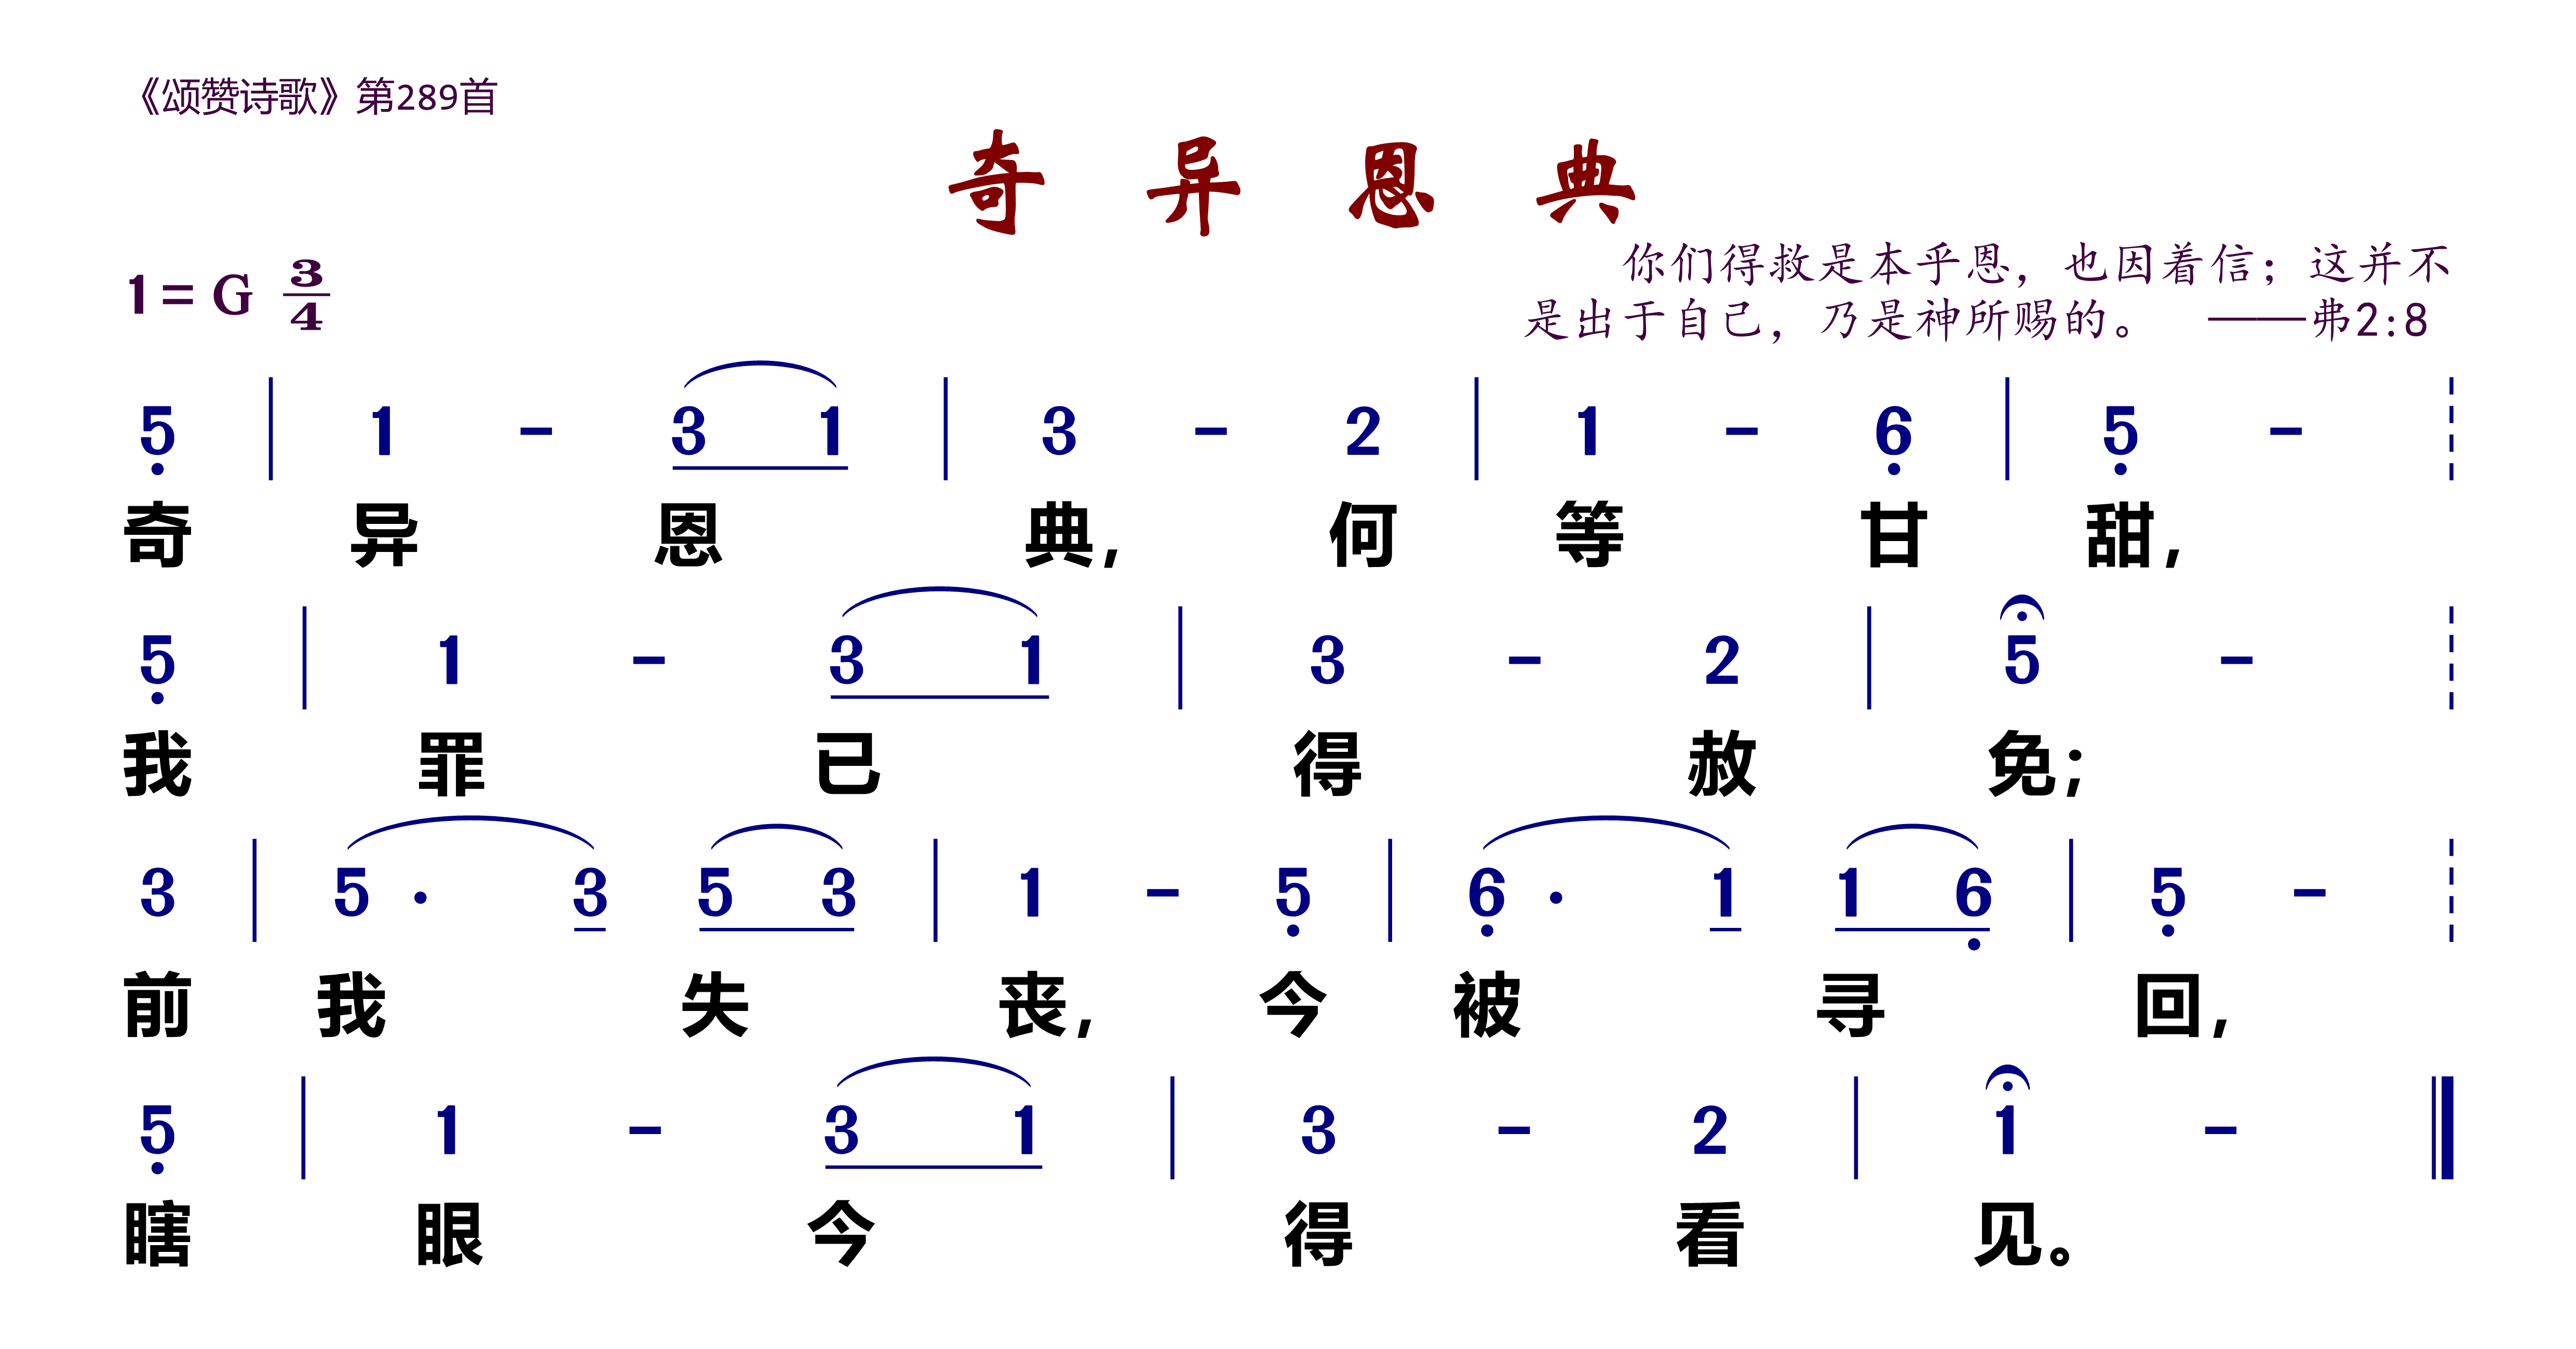 《颂赞诗歌》第289首
奇异恩典
你们得救是本乎恩，也因着信；这并不
1=G 3/4
是出于自己，乃是神所赐的。 ——弗2:8
5̣ | 1 - 3 1 | 3 - 2 | 1 - 6̣ | 5̣ - ¦
奇异恩典，何等甘甜，
5̣ | 1 - 3 1 | 3 - 2 | 5 - ¦
我罪已得赦免；
3 | 5 · 3 5 3 | 1 - 5̣ | 6̣ · 1 1 6̣ | 5̣ - ¦
前我失丧，今被寻回，
5̣ | 1 - 3 1 | 3 - 2 | 1 - ‖
瞎眼今得看见。